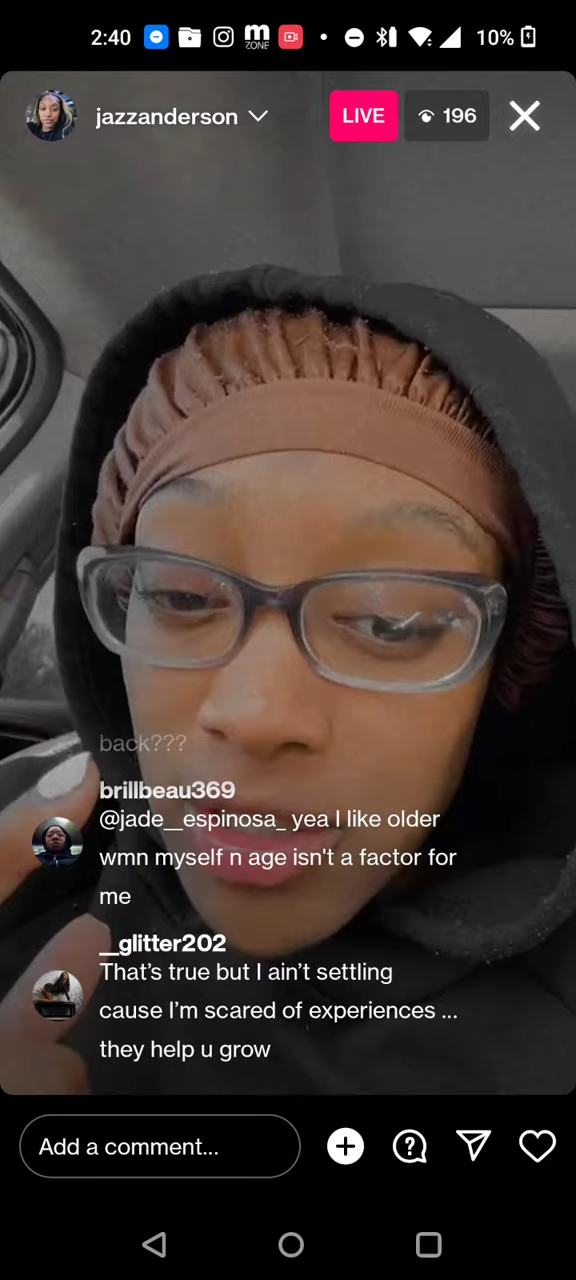 2:40
m
ZONE
10%
jazzanderson
LIVE
196
back???
brillbeau369
@jade__espinosa_ yea I like older
wmn myself n age isn't a factor for
me
__glitter202
That’s true but I ain’t settling
cause I’m scared of experiences ...
they help u grow
Add a comment...